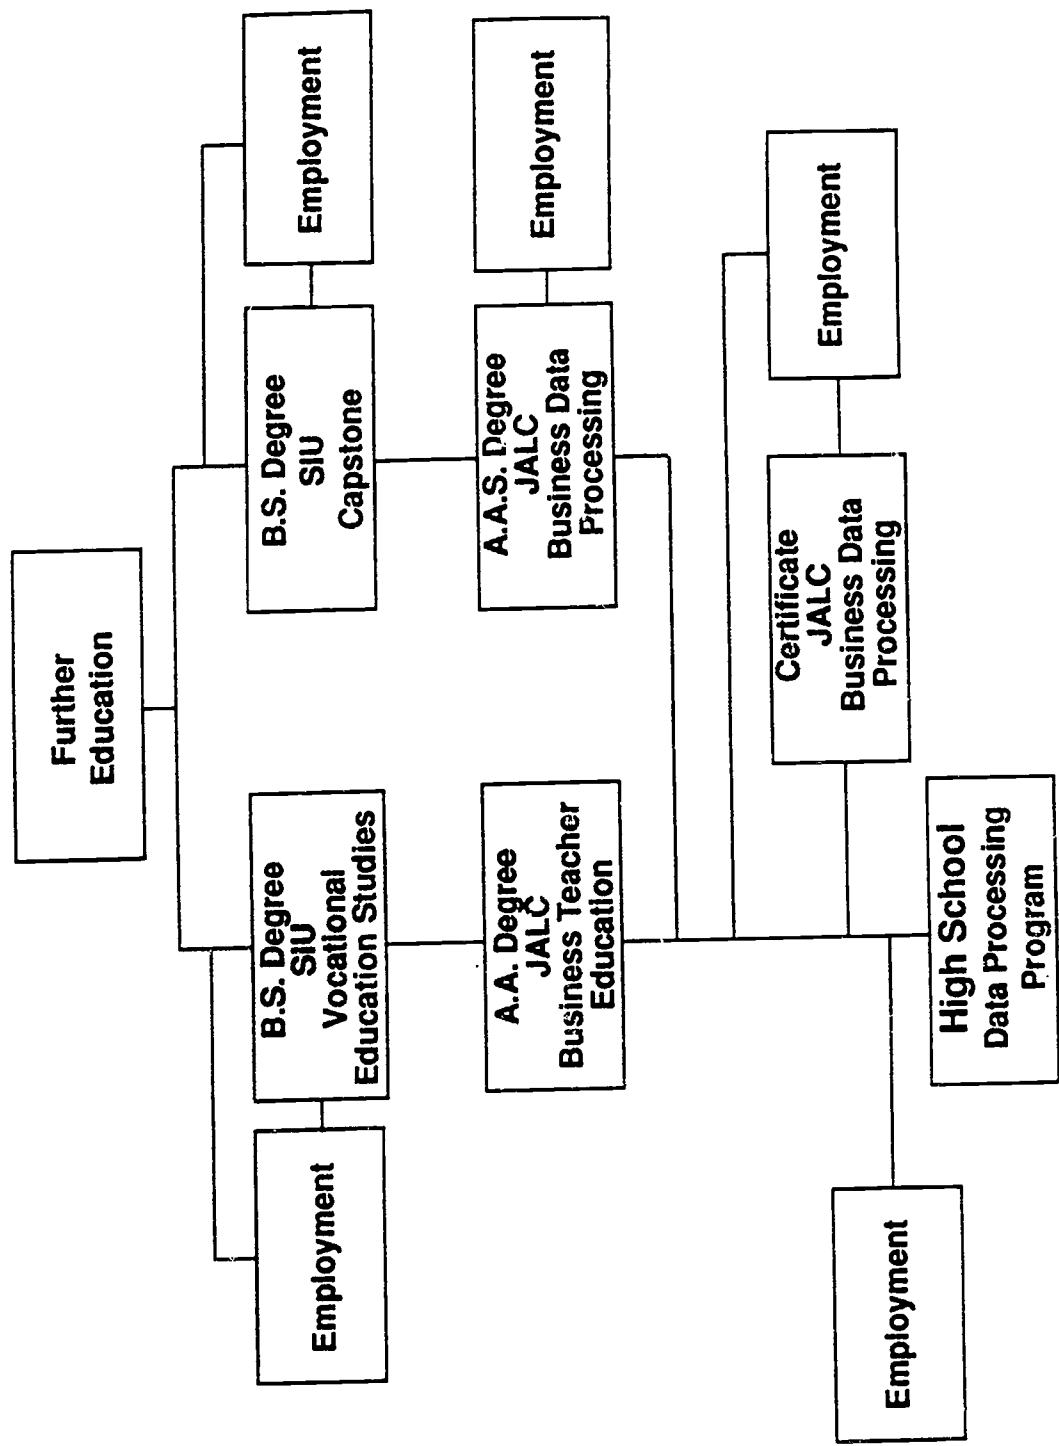 Further
Education
B.S. Degree
SIU
Vocational
Education Studies
B.S. Degree
SIU
Capstone
Employment
Employment
A.A. Degree
JALC
Business Teacher
Education
A.A.S. Degree
JALC
Business Data
Processing
Employment
Certificate
JALC
Business Data
Processing
Employment
Employment
High School
Data Processing
Program